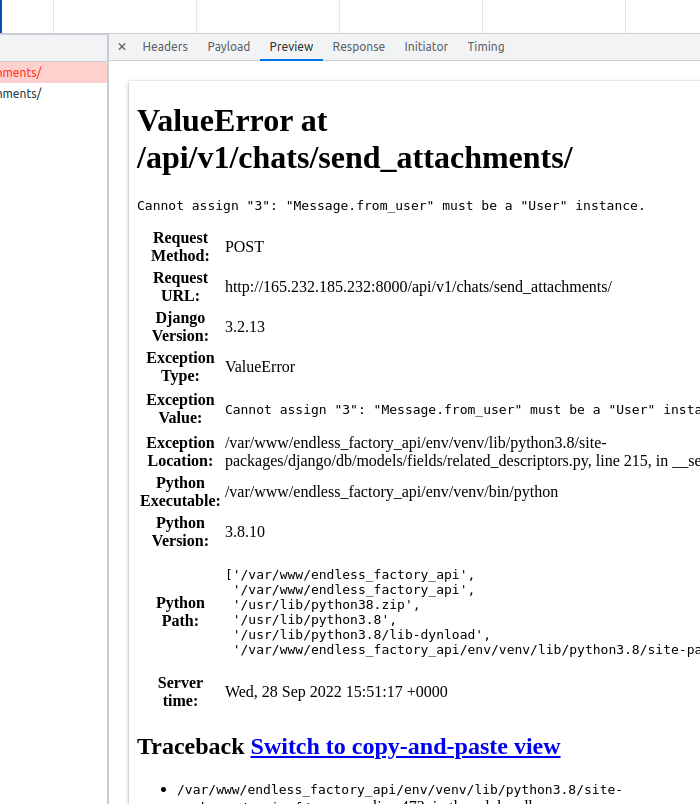 × Headers Payload Preview Response Initiator Timing
ments/
ments/
ValueError at
/api/v1/chats/send_attachments/
Cannot assign "3": "Message.from_user" must be a "User" instance.
Request
Method: POST
Request
URL: http://165.232.185.232:8000/api/v1/chats/send_attachments/
Django
Version: 3.2.13
Exception
Type: ValueError
Exception
Value: Cannot assign "3": "Message.from_user" must be a "User" insta
Exception
Location: /var/www/endless_factory_api/env/venv/lib/python3.8/site-
packages/django/db/models/fields/related_descriptors.py, line 215, in __se
Python
Executable: /var/www/endless_factory_api/env/venv/bin/python
Python
Version: 3.8.10
Python
Path: ['/var/www/endless_factory_api',
'/var/www/endless_factory_api',
'/usr/lib/python38.zip',
'/usr/lib/python3.8',
'/usr/lib/python3.8/lib-dynload',
'/var/www/endless_factory_api/env/venv/lib/python3.8/site-pa
Server
time: Wed, 28 Sep 2022 15:51:17 +0000
Traceback Switch to copy-and-paste view
• /var/www/endless_factory_api/env/venv/lib/python3.8/site-